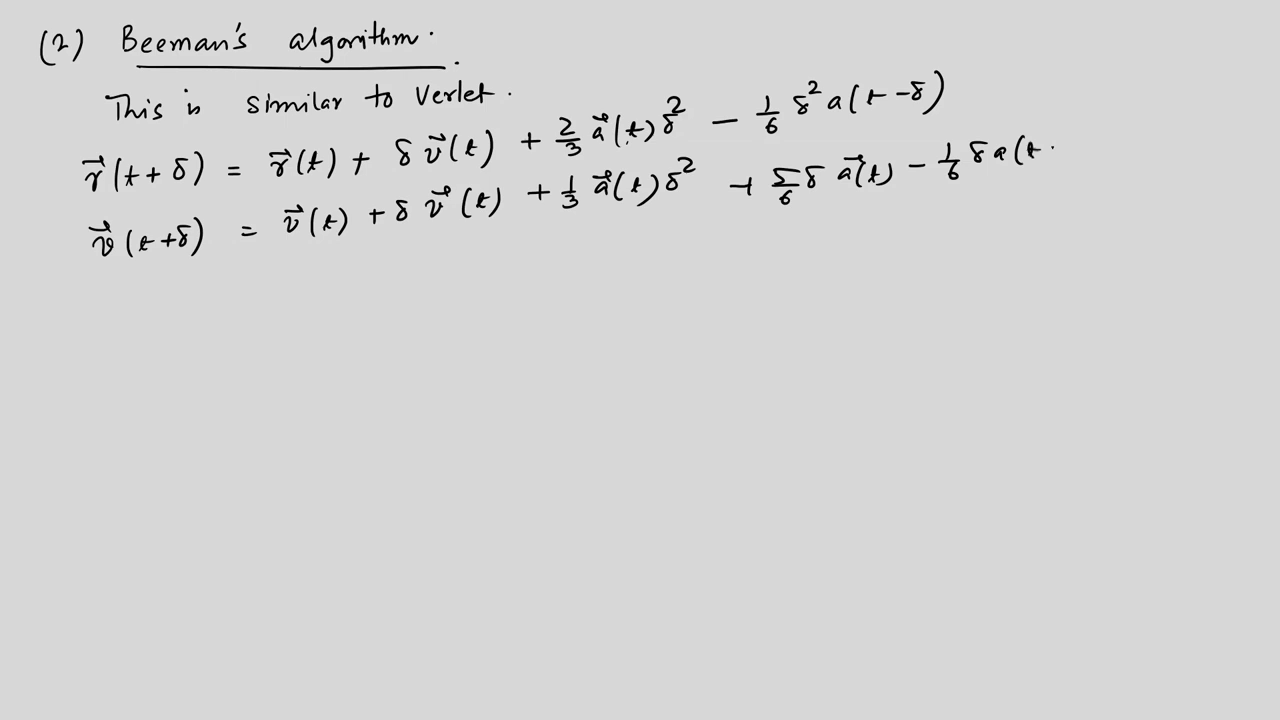 (2) Beeman's algorithm.
This is similar to Verlet.
r⃗(t+δ) = r⃗(t) + δ v⃗(t) + 2/3 a⃗(t) δ² − 1/6 δ² a(t−δ)
v⃗(t+δ) = v⃗(t) + δ v⃗(t) + 1/3 a⃗(t) δ² + 5/6 δ a⃗(t) − 1/6 δ a(t